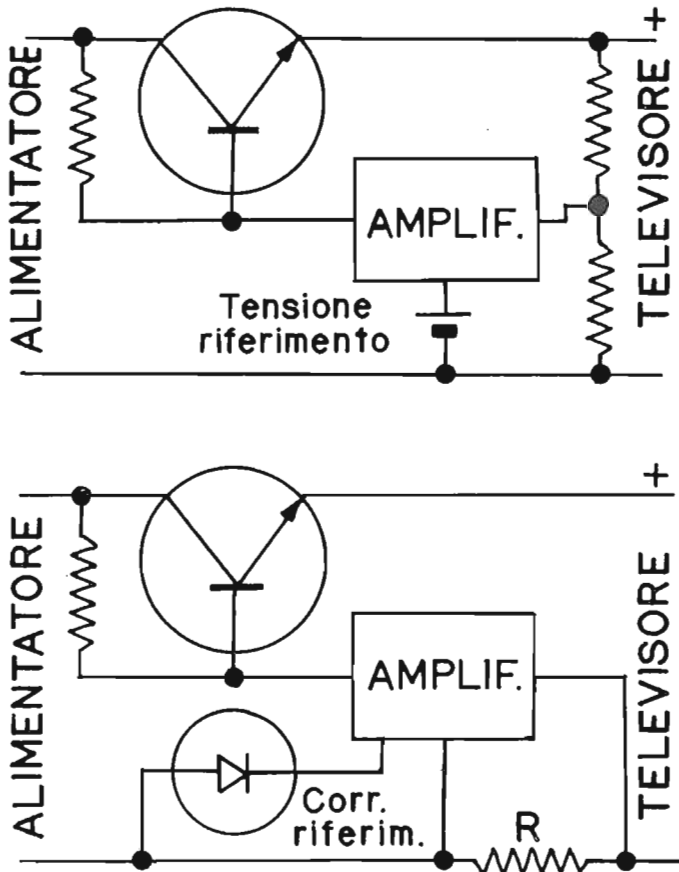 ALIMENTATORE
+
TELEVISORE
AMPLIF.
Tensione
riferimento
ALIMENTATORE
+
TELEVISORE
AMPLIF.
Corr.
riferim.
R